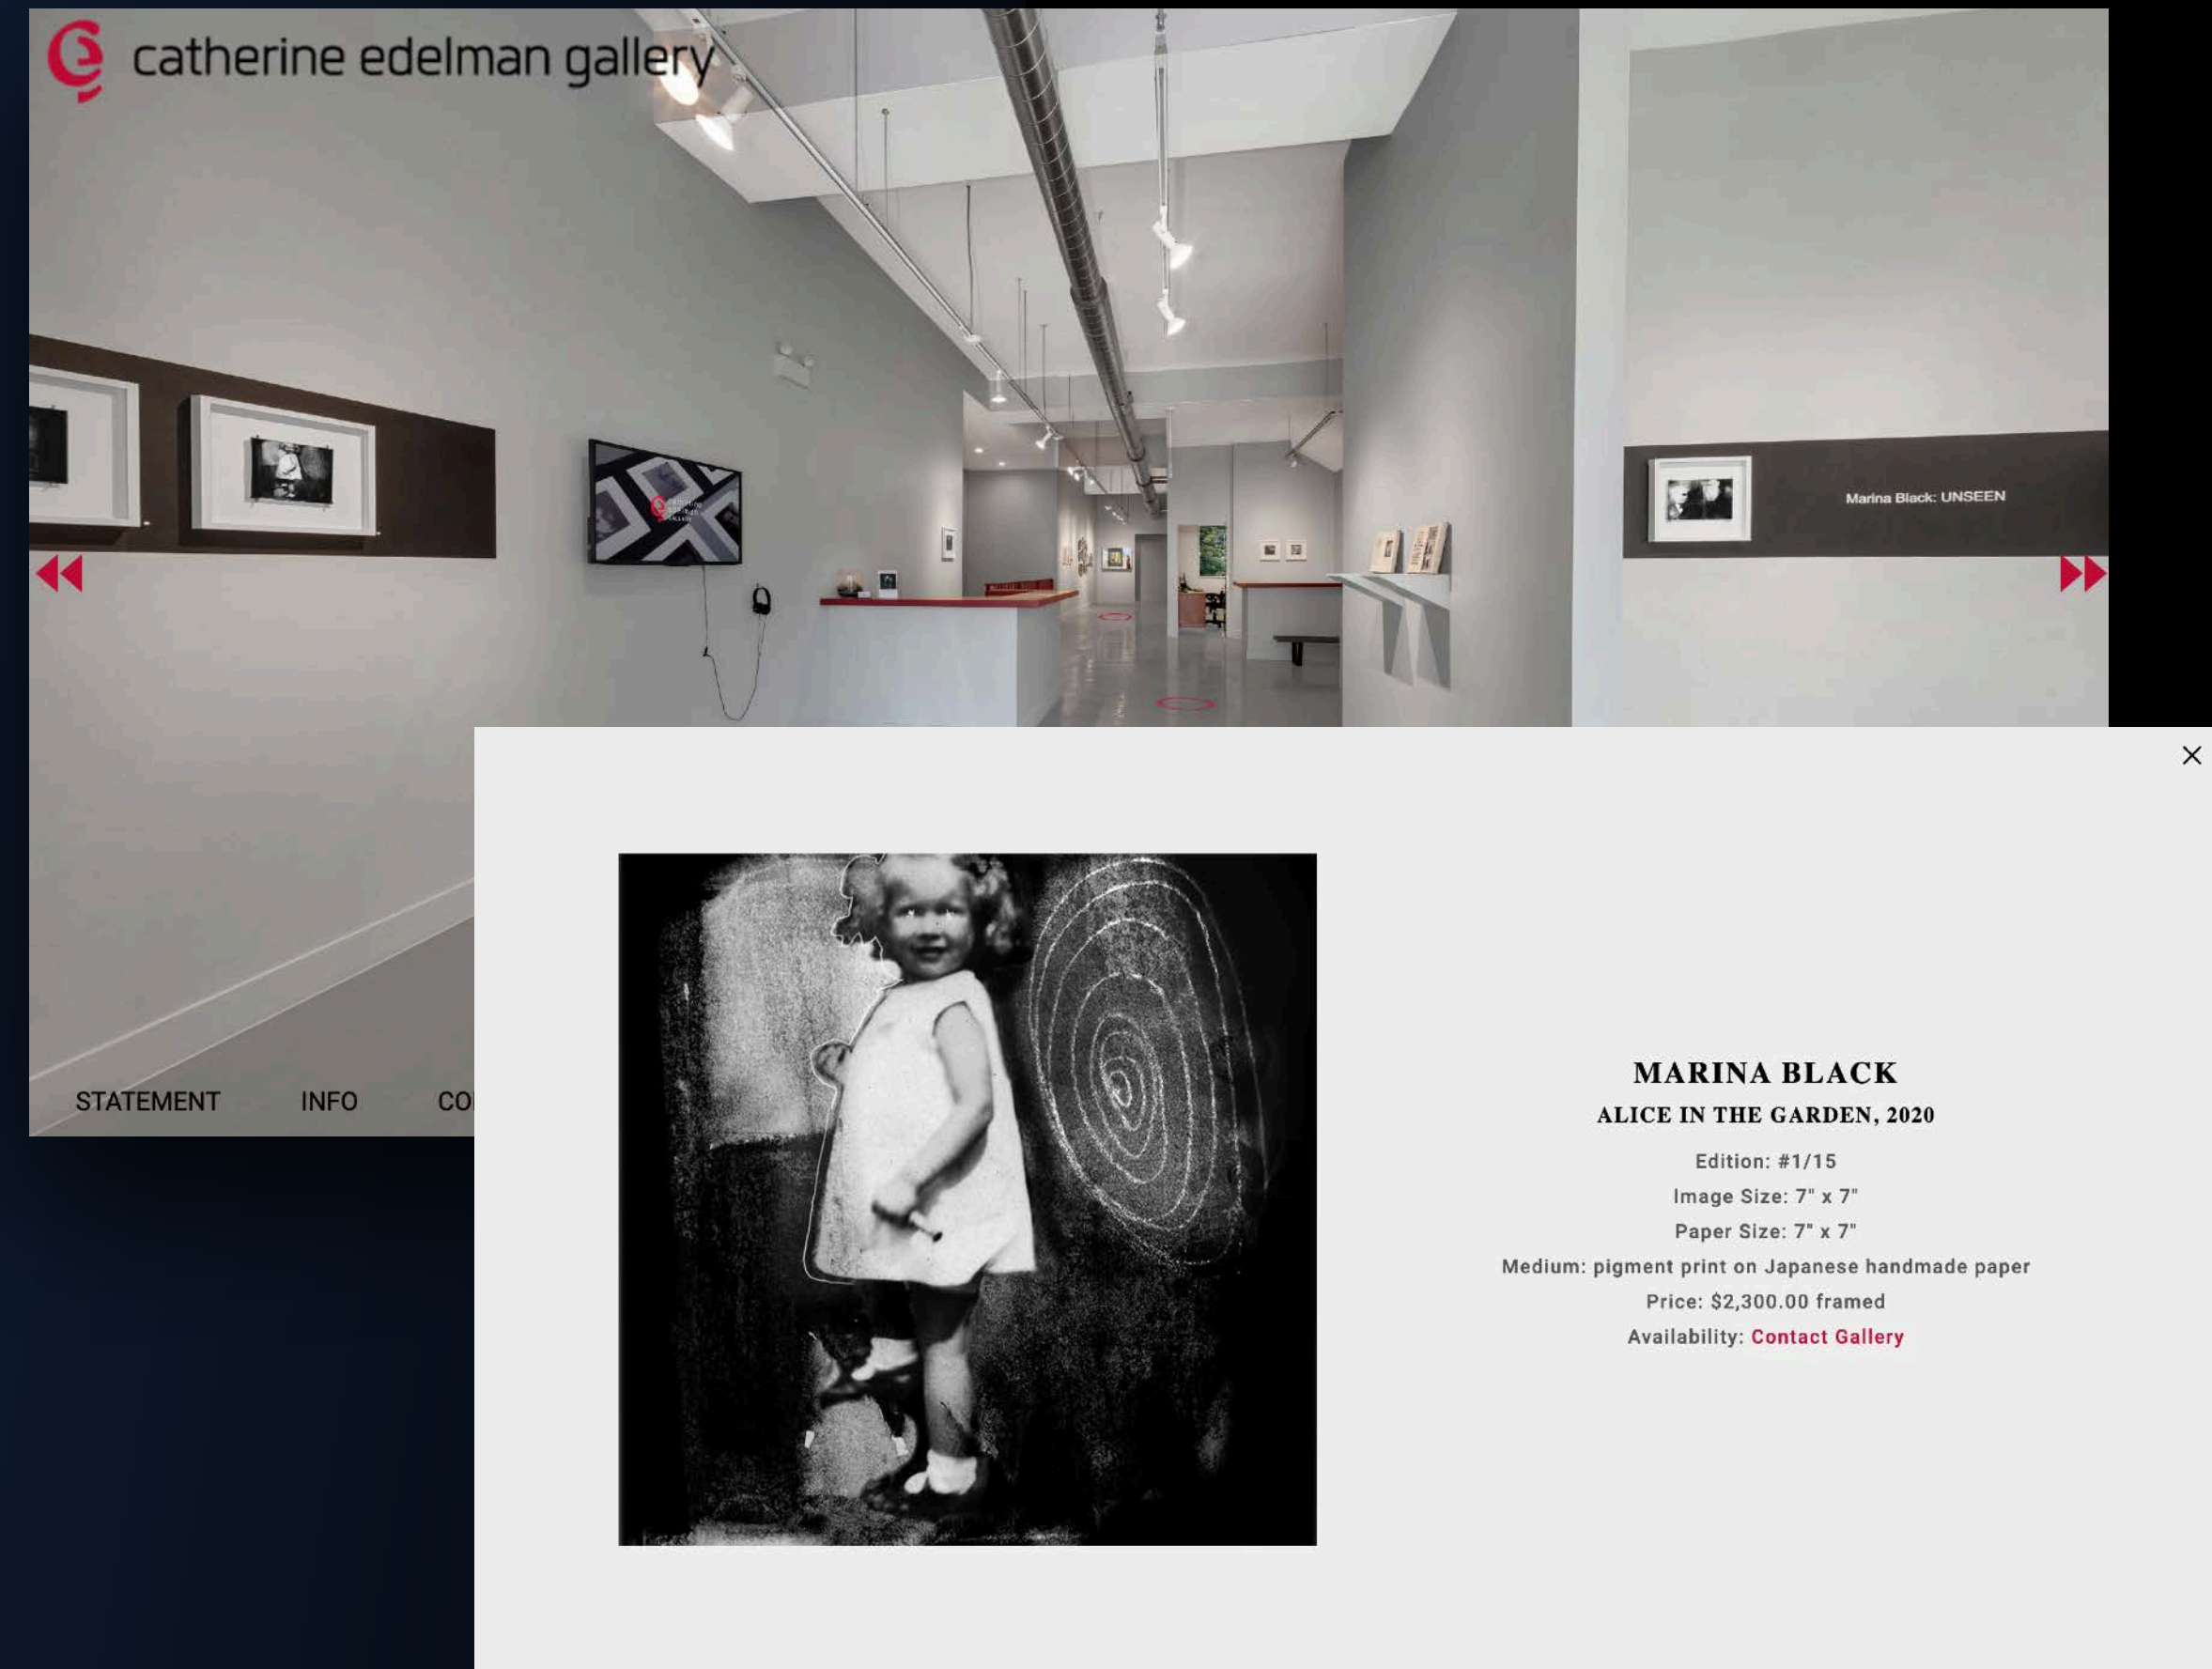 catherine edelman gallery
Marina Black: UNSEEN
STATEMENT INFO CO
MARINA BLACK
ALICE IN THE GARDEN, 2020
Edition: #1/15
Image Size: 7" x 7"
Paper Size: 7" x 7"
Medium: pigment print on Japanese handmade paper
Price: $2,300.00 framed
Availability: Contact Gallery